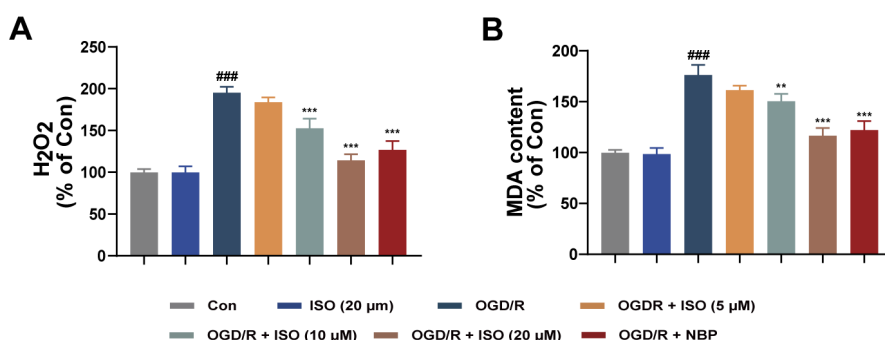 A
B
H2O2
(% of Con)
250
200
150
100
50
0
###
***
***
***
MDA content
(% of Con)
200
150
100
50
0
###
**
***
***
Con
ISO (20 μm)
OGD/R
OGDR + ISO (5 μM)
OGD/R + ISO (10 μM)
OGD/R + ISO (20 μM)
OGD/R + NBP